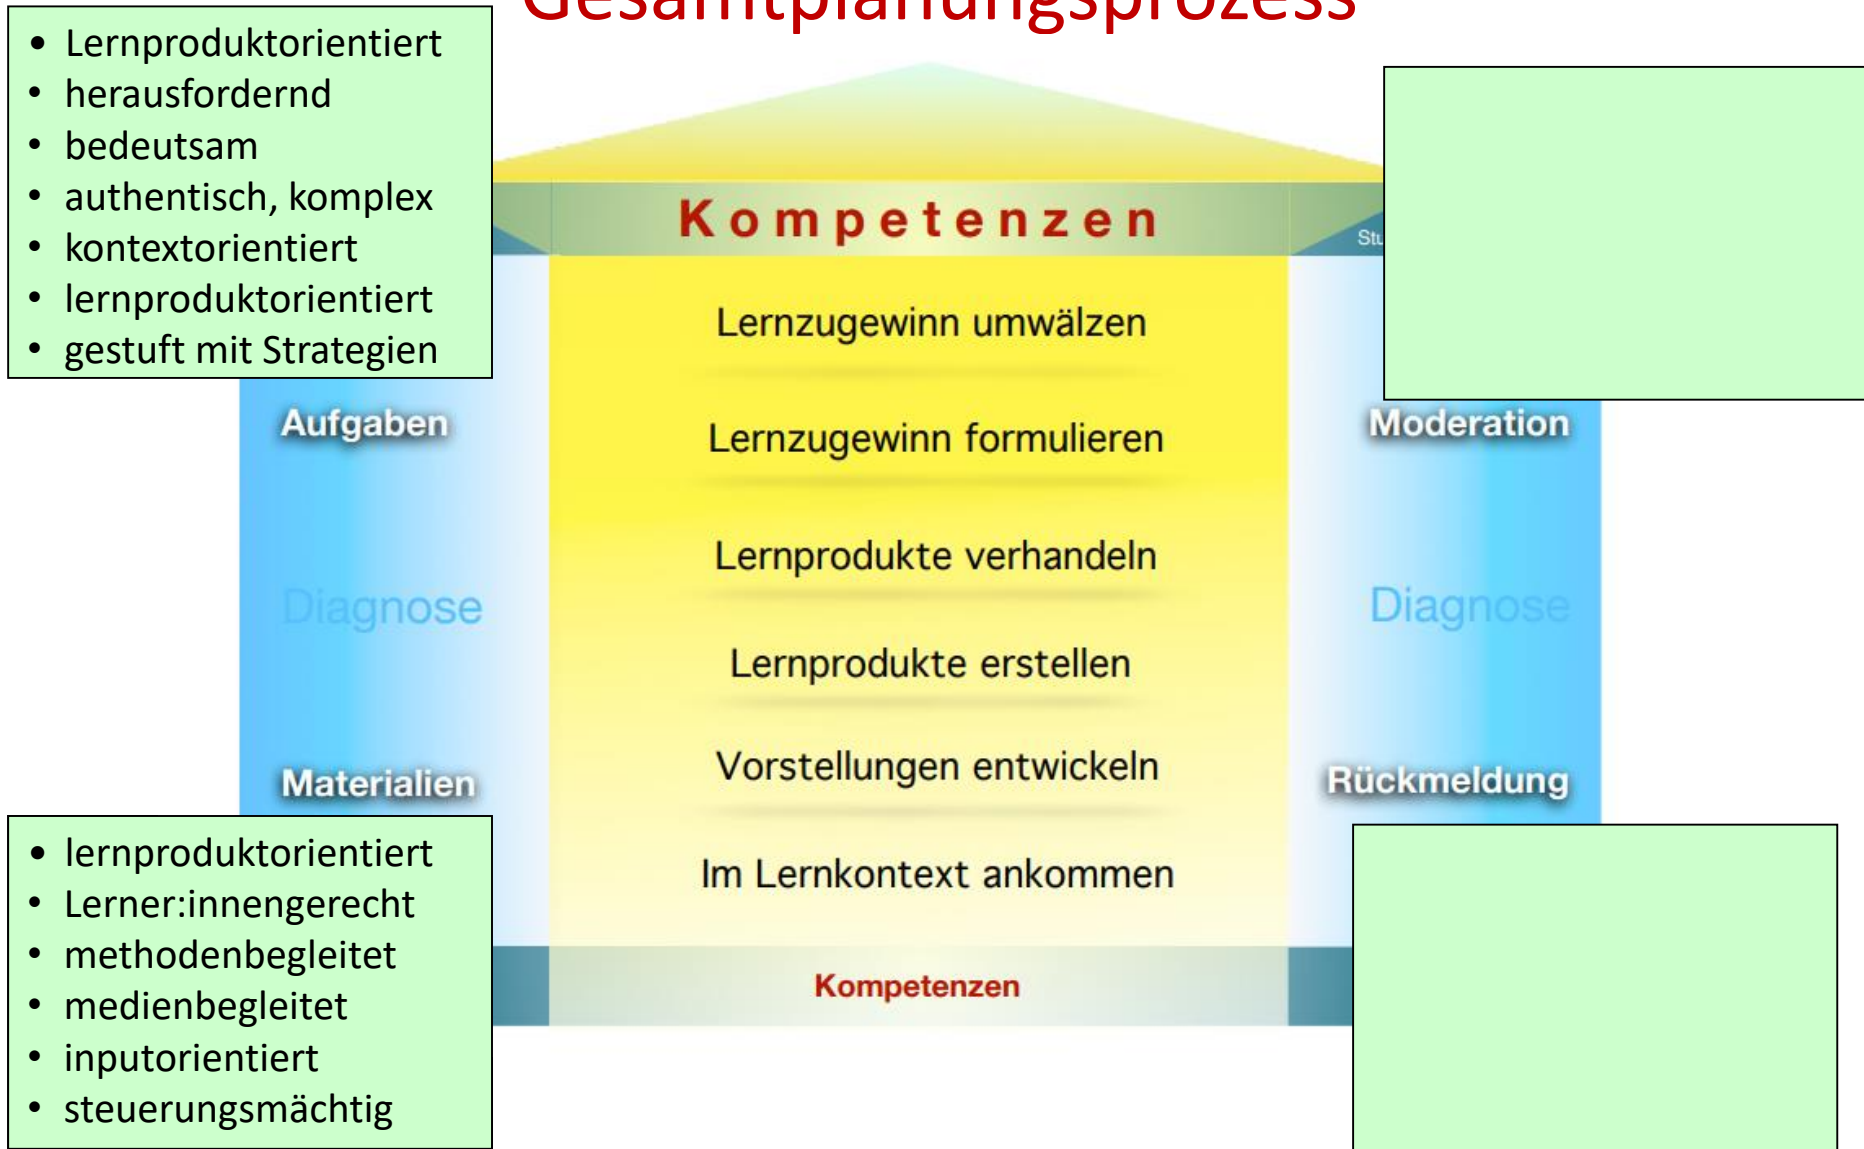 Gesamtplanungsprozess
• Lernproduktorientiert
• herausfordernd
• bedeutsam
• authentisch, komplex
• kontextorientiert
• lernproduktorientiert
• gestuft mit Strategien
Kompetenzen
Lernzugewinn umwälzen
Lernzugewinn formulieren
Lernprodukte verhandeln
Lernprodukte erstellen
Vorstellungen entwickeln
Im Lernkontext ankommen
Kompetenzen
Aufgaben
Diagnose
Materialien
Moderation
Diagnose
Rückmeldung
• lernproduktorientiert
• Lerner:innengerecht
• methodenbegleitet
• medienbegleitet
• inputorientiert
• steuerungsmächtig